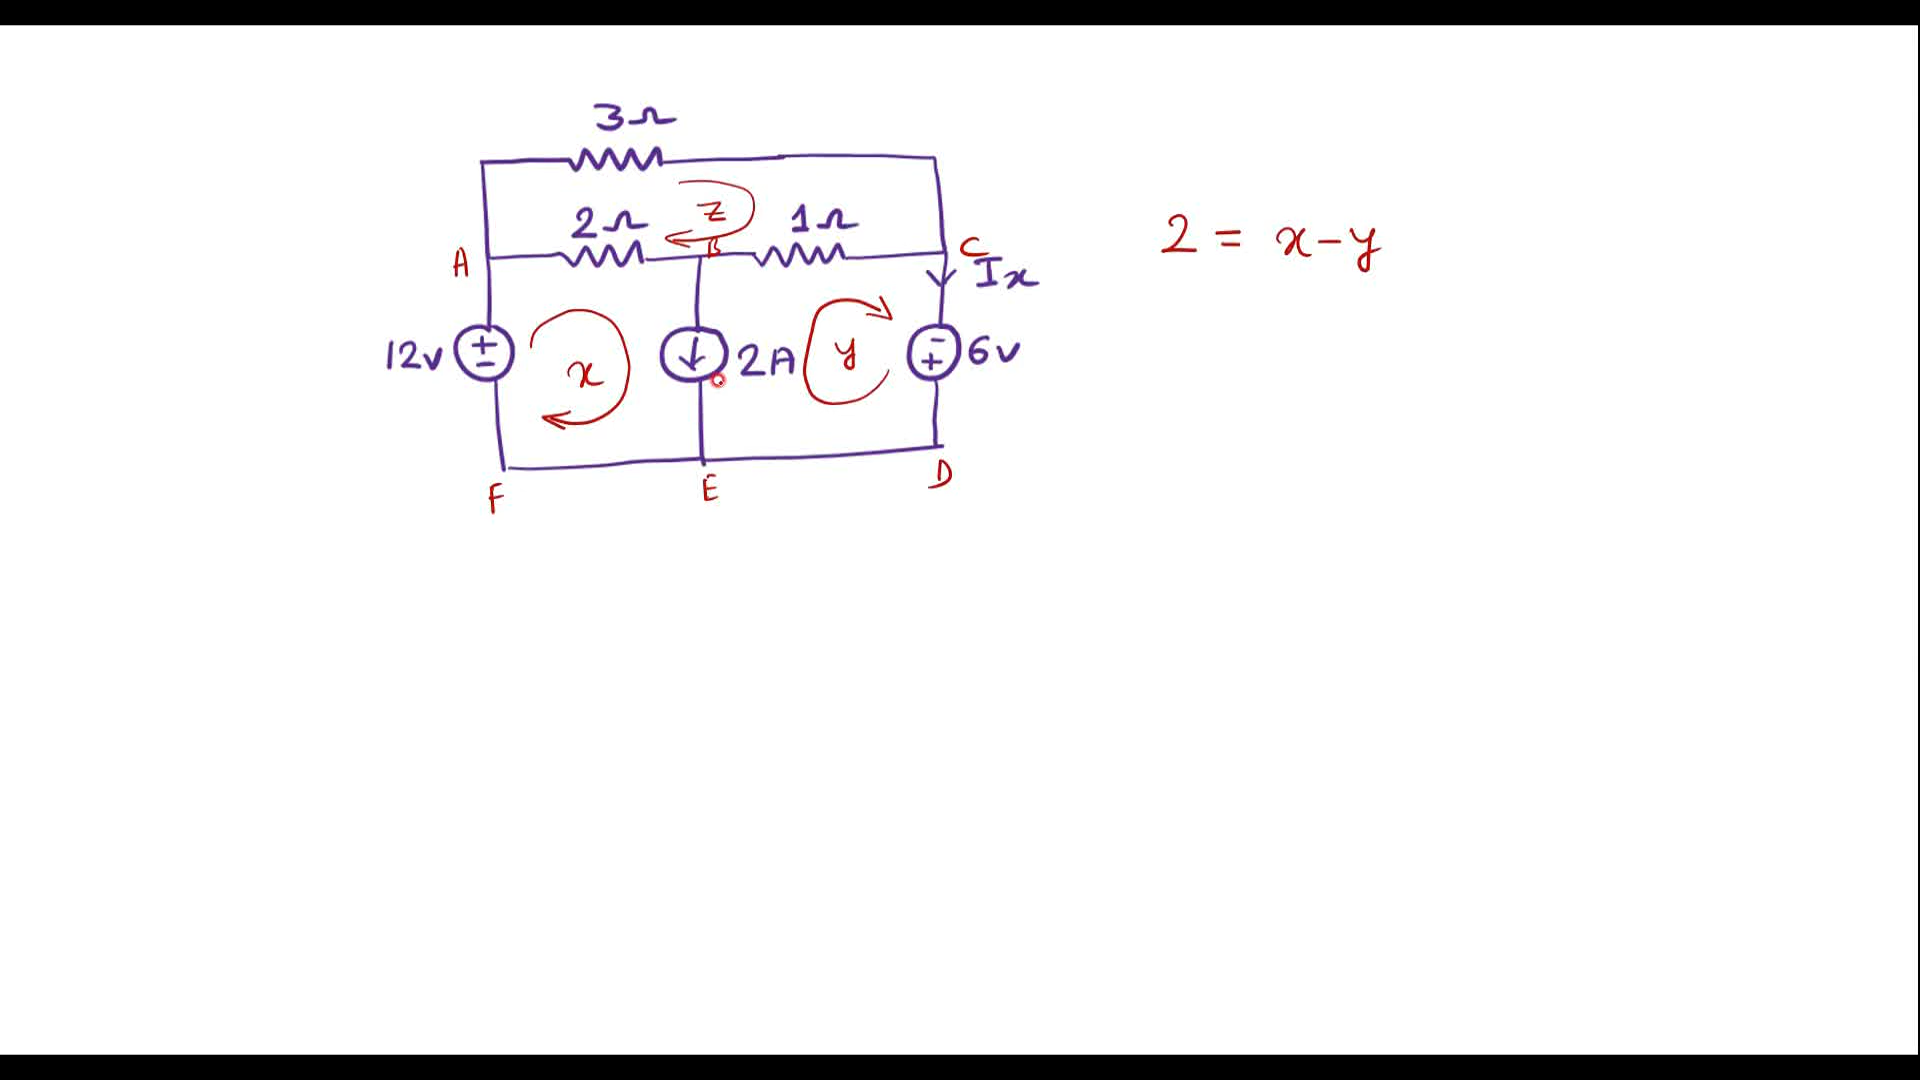 3Ω
2Ω
z
1Ω
A
B
C
Ix
2 = x-y
12v
+
-
x
2A
y
-
+
6v
F
E
D